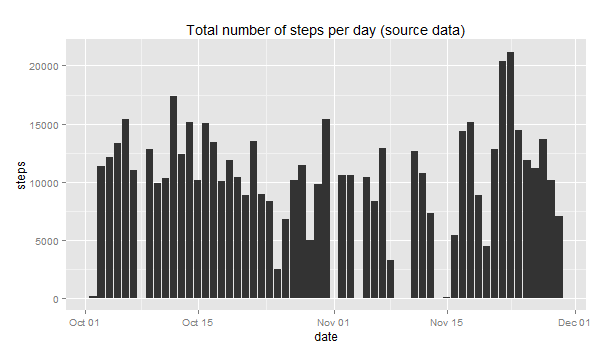 Total number of steps per day (source data)
20000
15000
10000
5000
0
steps
Oct 01 Oct 15 Nov 01 Nov 15 Dec 01
date